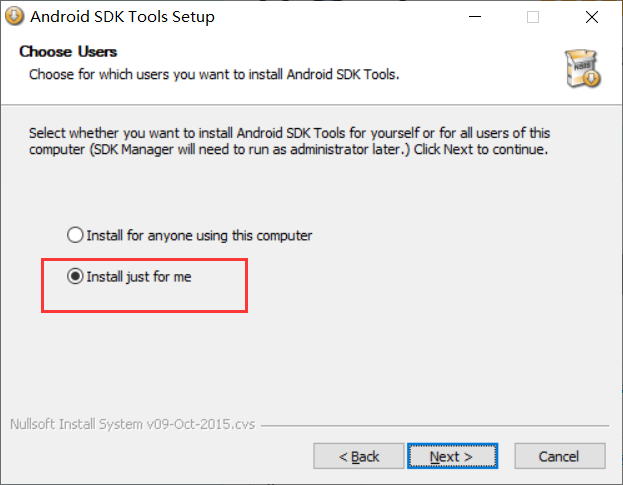 Android SDK Tools Setup
Choose Users
Choose for which users you want to install Android SDK Tools.
Select whether you want to install Android SDK Tools for yourself or for all users of this
computer (SDK Manager will need to run as administrator later.) Click Next to continue.
Install for anyone using this computer
Install just for me
Nullsoft Install System v09-Oct-2015.cvs
< Back
Next >
Cancel